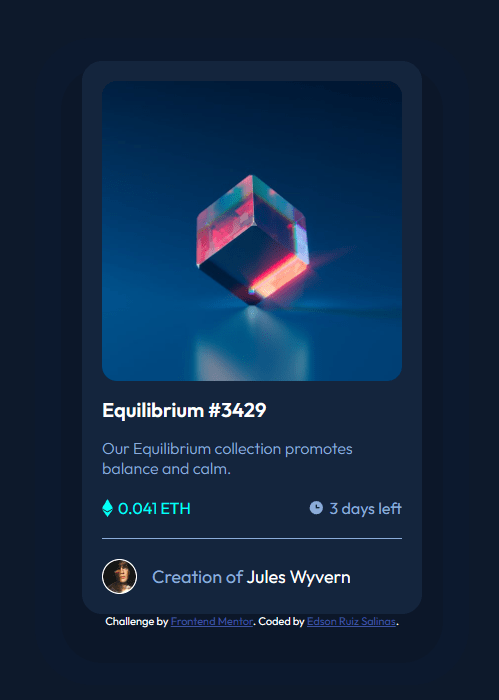 Equilibrium #3429
Our Equilibrium collection promotes
balance and calm.
0.041 ETH
3 days left
Creation of Jules Wyvern
Challenge by Frontend Mentor. Coded by Edson Ruiz Salinas.